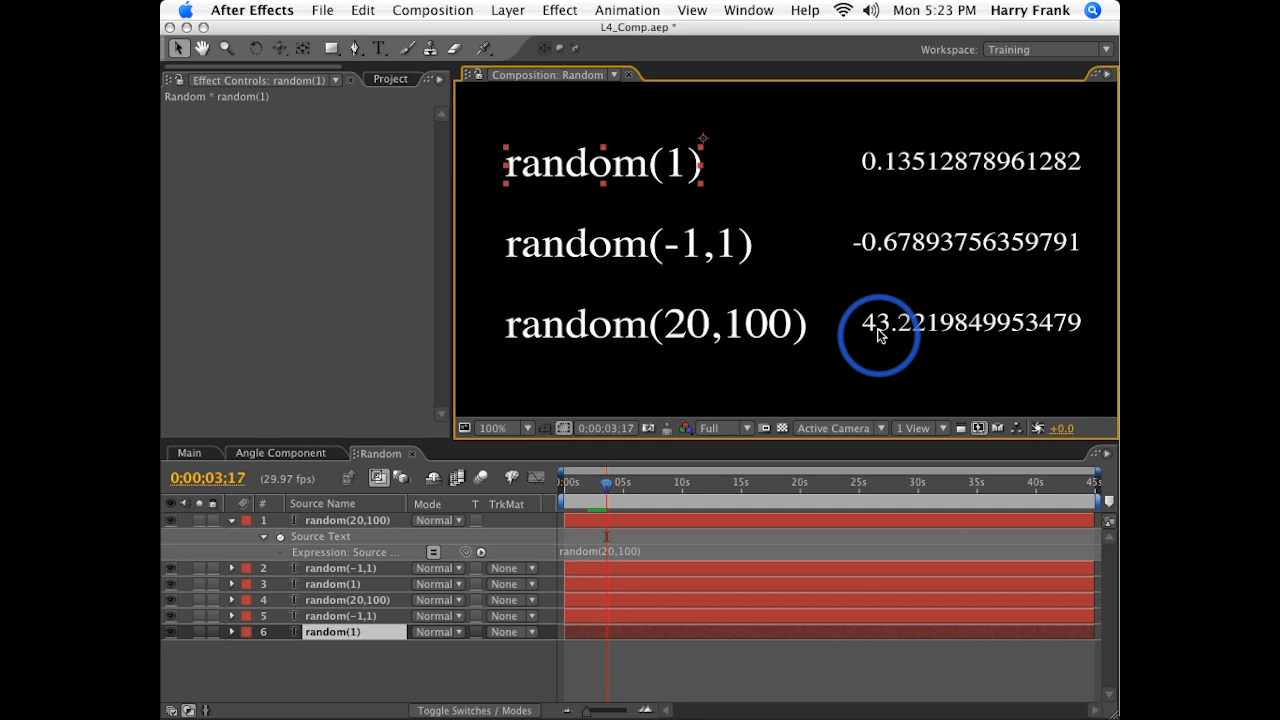 After Effects File Edit Composition Layer Effect Animation View Window Help Mon 5:23 PM Harry Frank
L4_Comp.aep *
Workspace: Training
Effect Controls: random(1) Project
Composition: Random
Random * random(1)
random(1) 0.13512878961282
random(-1,1) -0.67893756359791
random(20,100) 43.2219849953479
100% 0;00;03;17 Full Active Camera 1 View +0.0
Main Angle Component Random
0;00;03;17 (29.97 fps)
):00s 05s 10s 15s 20s 25s 30s 35s 40s 45s
# Source Name Mode T TrkMat
1 T random(20,100) Normal
Source Text
Expression: Source ... random(20,100)
2 T random(-1,1) Normal None
3 T random(1) Normal None
4 T random(20,100) Normal None
5 T random(-1,1) Normal None
6 T random(1) Normal None
Toggle Switches / Modes